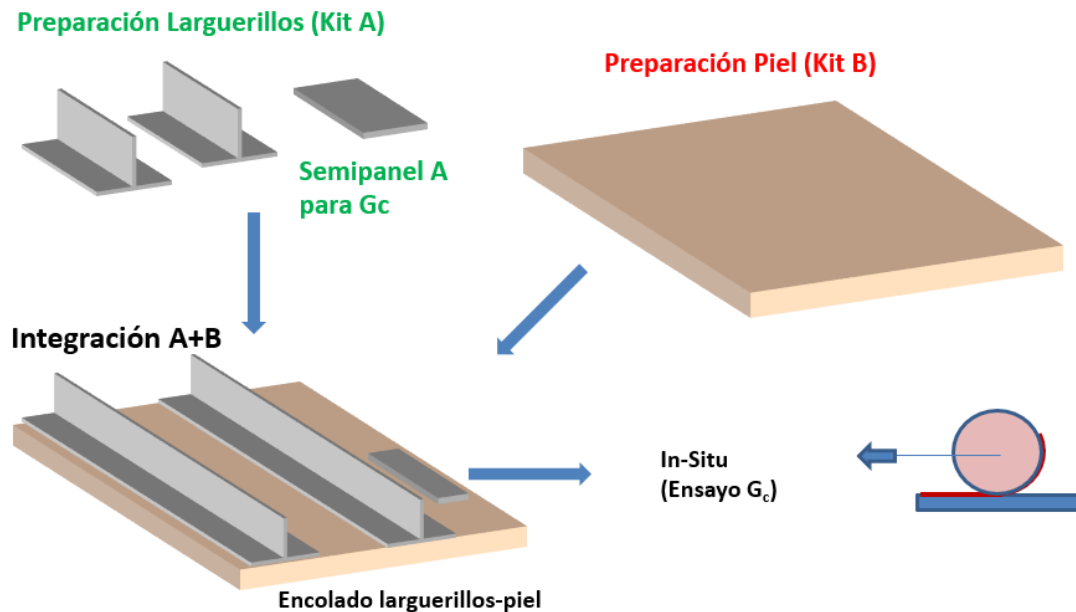 Preparación Larguerillos (Kit A)
Preparación Piel (Kit B)
Semipanel A
para Gc
Integración A+B
In-Situ
(Ensayo Gc)
Encolado larguerillos-piel